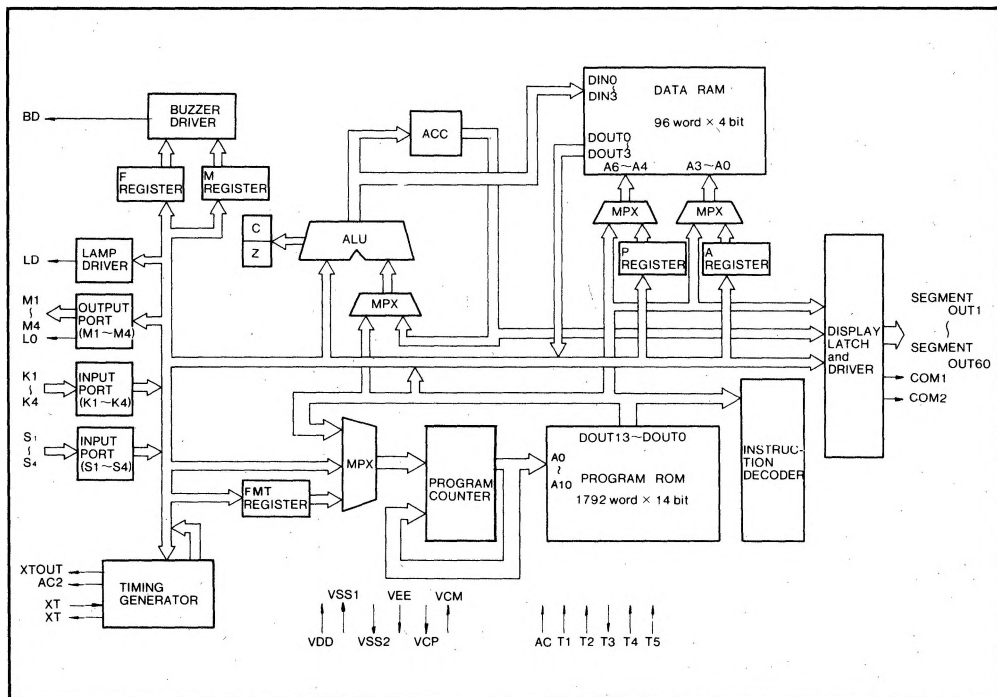 BD
BUZZER
DRIVER
F
REGISTER
M
REGISTER
LD
LAMP
DRIVER
M1
~
M4
L0
OUTPUT
PORT
(M1~M4)
K1
~
K4
INPUT
PORT
(K1~K4)
S1
~
S4
INPUT
PORT
(S1~S4)
XTOUT
AC2
XT
XT
TIMING
GENERATOR
ACC
C
Z
ALU
MPX
FMT
REGISTER
MPX
PROGRAM
COUNTER
DIN0
~
DIN3
DATA RAM
96 word × 4 bit
DOUT0
~
DOUT3
A6~A4
A3~A0
MPX
MPX
P
REGISTER
A
REGISTER
DOUT13~DOUT0
A0
~
A10
PROGRAM ROM
1792 word × 14 bit
INSTRUC-
TION
DECODER
DISPLAY
LATCH
and
DRIVER
SEGMENT
OUT1
~
SEGMENT
OUT60
COM1
COM2
VSS1
VEE
VCM
VDD
VSS2
VCP
AC
T1
T2
T3
T4
T5